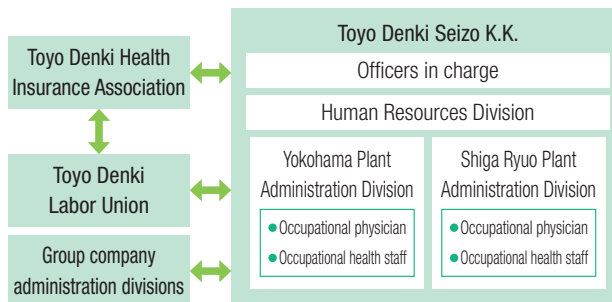 Toyo Denki Health
Insurance Association
Toyo Denki
Labor Union
Group company
administration divisions
Toyo Denki Seizo K.K.
Officers in charge
Human Resources Division
Yokohama Plant
Administration Division
● Occupational physician
● Occupational health staff
Shiga Ryuo Plant
Administration Division
● Occupational physician
● Occupational health staff